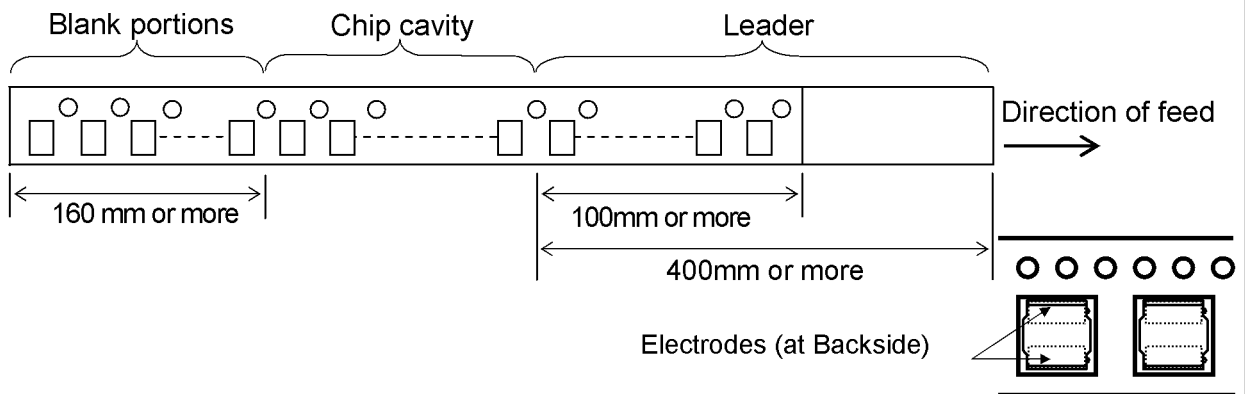 Blank portions
Chip cavity
Leader
Direction of feed
160 mm or more
100mm or more
400mm or more
Electrodes (at Backside)